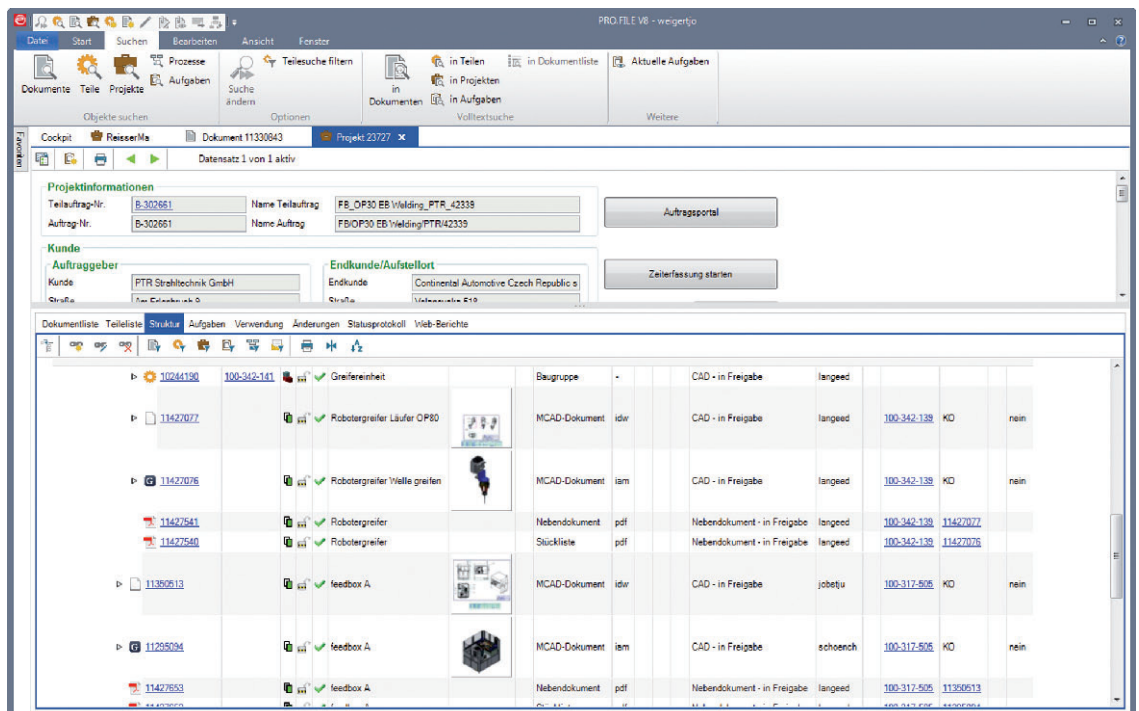 PRO.FILE V8 - weigertjo
Datei Start Suchen Bearbeiten Ansicht Fenster
Dokumente Teile Projekte Prozesse Aufgaben
Objekte suchen
Suche ändern Teilesuche filtern
Optionen
in Dokumenten in Teilen in Projekten in Aufgaben in Dokumentliste
Volltextsuche
Aktuelle Aufgaben
Weitere
Favoriten
Cockpit ReisserMa Dokument 11330843 Projekt 23727
Datensatz 1 von 1 aktiv
Projektinformationen
Teilauftrag-Nr. B-302661 Name Teilauftrag FB_OP30 EB Welding_PTR_42339
Auftragsportal
Auftrag-Nr. B-302661 Name Auftrag FB/OP30 EB Welding/PTR/42339
Kunde
Auftraggeber Endkunde/Aufstellort
Zeiterfassung starten
Kunde PTR Strahltechnik GmbH Endkunde Continental Automotive Czech Republic s
Straße Am Erlenbruch 9 Straße
Dokumentliste Teileliste Struktur Aufgaben Verwendung Änderungen Statusprotokoll Web-Berichte
10244190 100-342-141 Greifereinheit Baugruppe - CAD - in Freigabe langeed
11427077 Robotergreifer Läufer OP80 MCAD-Dokument idw CAD - in Freigabe langeed 100-342-139 KO nein
11427076 Robotergreifer Welle greifen MCAD-Dokument iam CAD - in Freigabe langeed 100-342-139 KO nein
11427541 Robotergreifer Nebendokument pdf Nebendokument - in Freigabe langeed 100-342-139 11427077
11427540 Robotergreifer Stückliste pdf Nebendokument - in Freigabe langeed 100-342-139 11427076
11350513 feedbox A MCAD-Dokument idw CAD - in Freigabe jobstju 100-317-505 KO nein
11295094 feedbox A MCAD-Dokument iam CAD - in Freigabe schoench 100-317-505 KO nein
11427653 feedbox A Nebendokument pdf Nebendokument - in Freigabe langeed 100-317-505 11350513